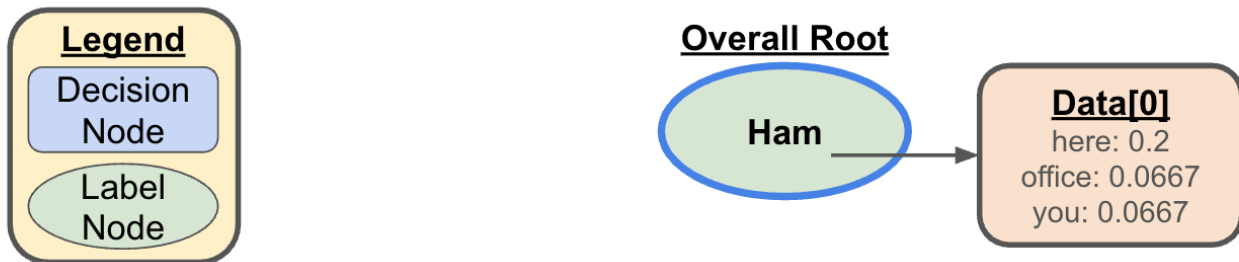 Legend
Decision
Node
Label
Node
Overall Root
Ham
Data[0]
here: 0.2
office: 0.0667
you: 0.0667